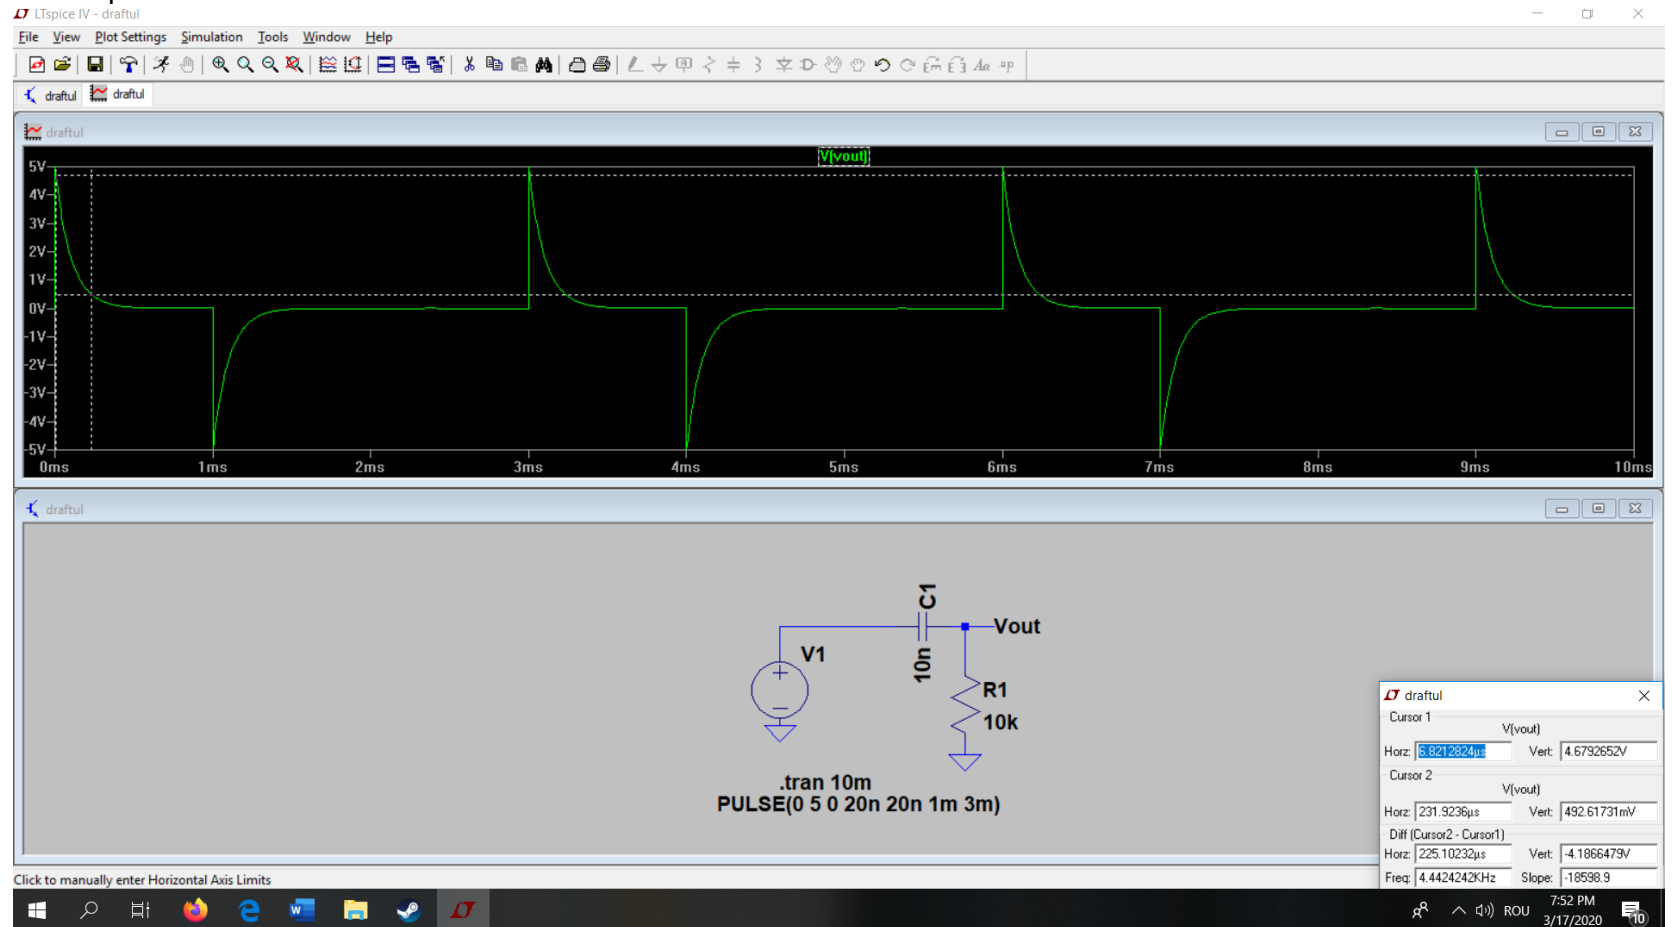 LTspice IV - draftul
File View Plot Settings Simulation Tools Window Help
draftul draftul
draftul
V(vout)
5V
4V
3V
2V
1V
0V
-1V
-2V
-3V
-4V
-5V
0ms 1ms 2ms 3ms 4ms 5ms 6ms 7ms 8ms 9ms 10ms
draftul
C1
10n
Vout
V1
R1
10k
.tran 10m
PULSE(0 5 0 20n 20n 1m 3m)
draftul
Cursor 1
V(vout)
Horz: 6.8212824µs Vert: 4.6792652V
Cursor 2
V(vout)
Horz: 231.9236µs Vert: 492.61731mV
Diff (Cursor2 - Cursor1)
Horz: 225.10232µs Vert: -4.1866479V
Freq: 4.4424242KHz Slope: -18598.9
Click to manually enter Horizontal Axis Limits
ROU
7:52 PM
3/17/2020
10